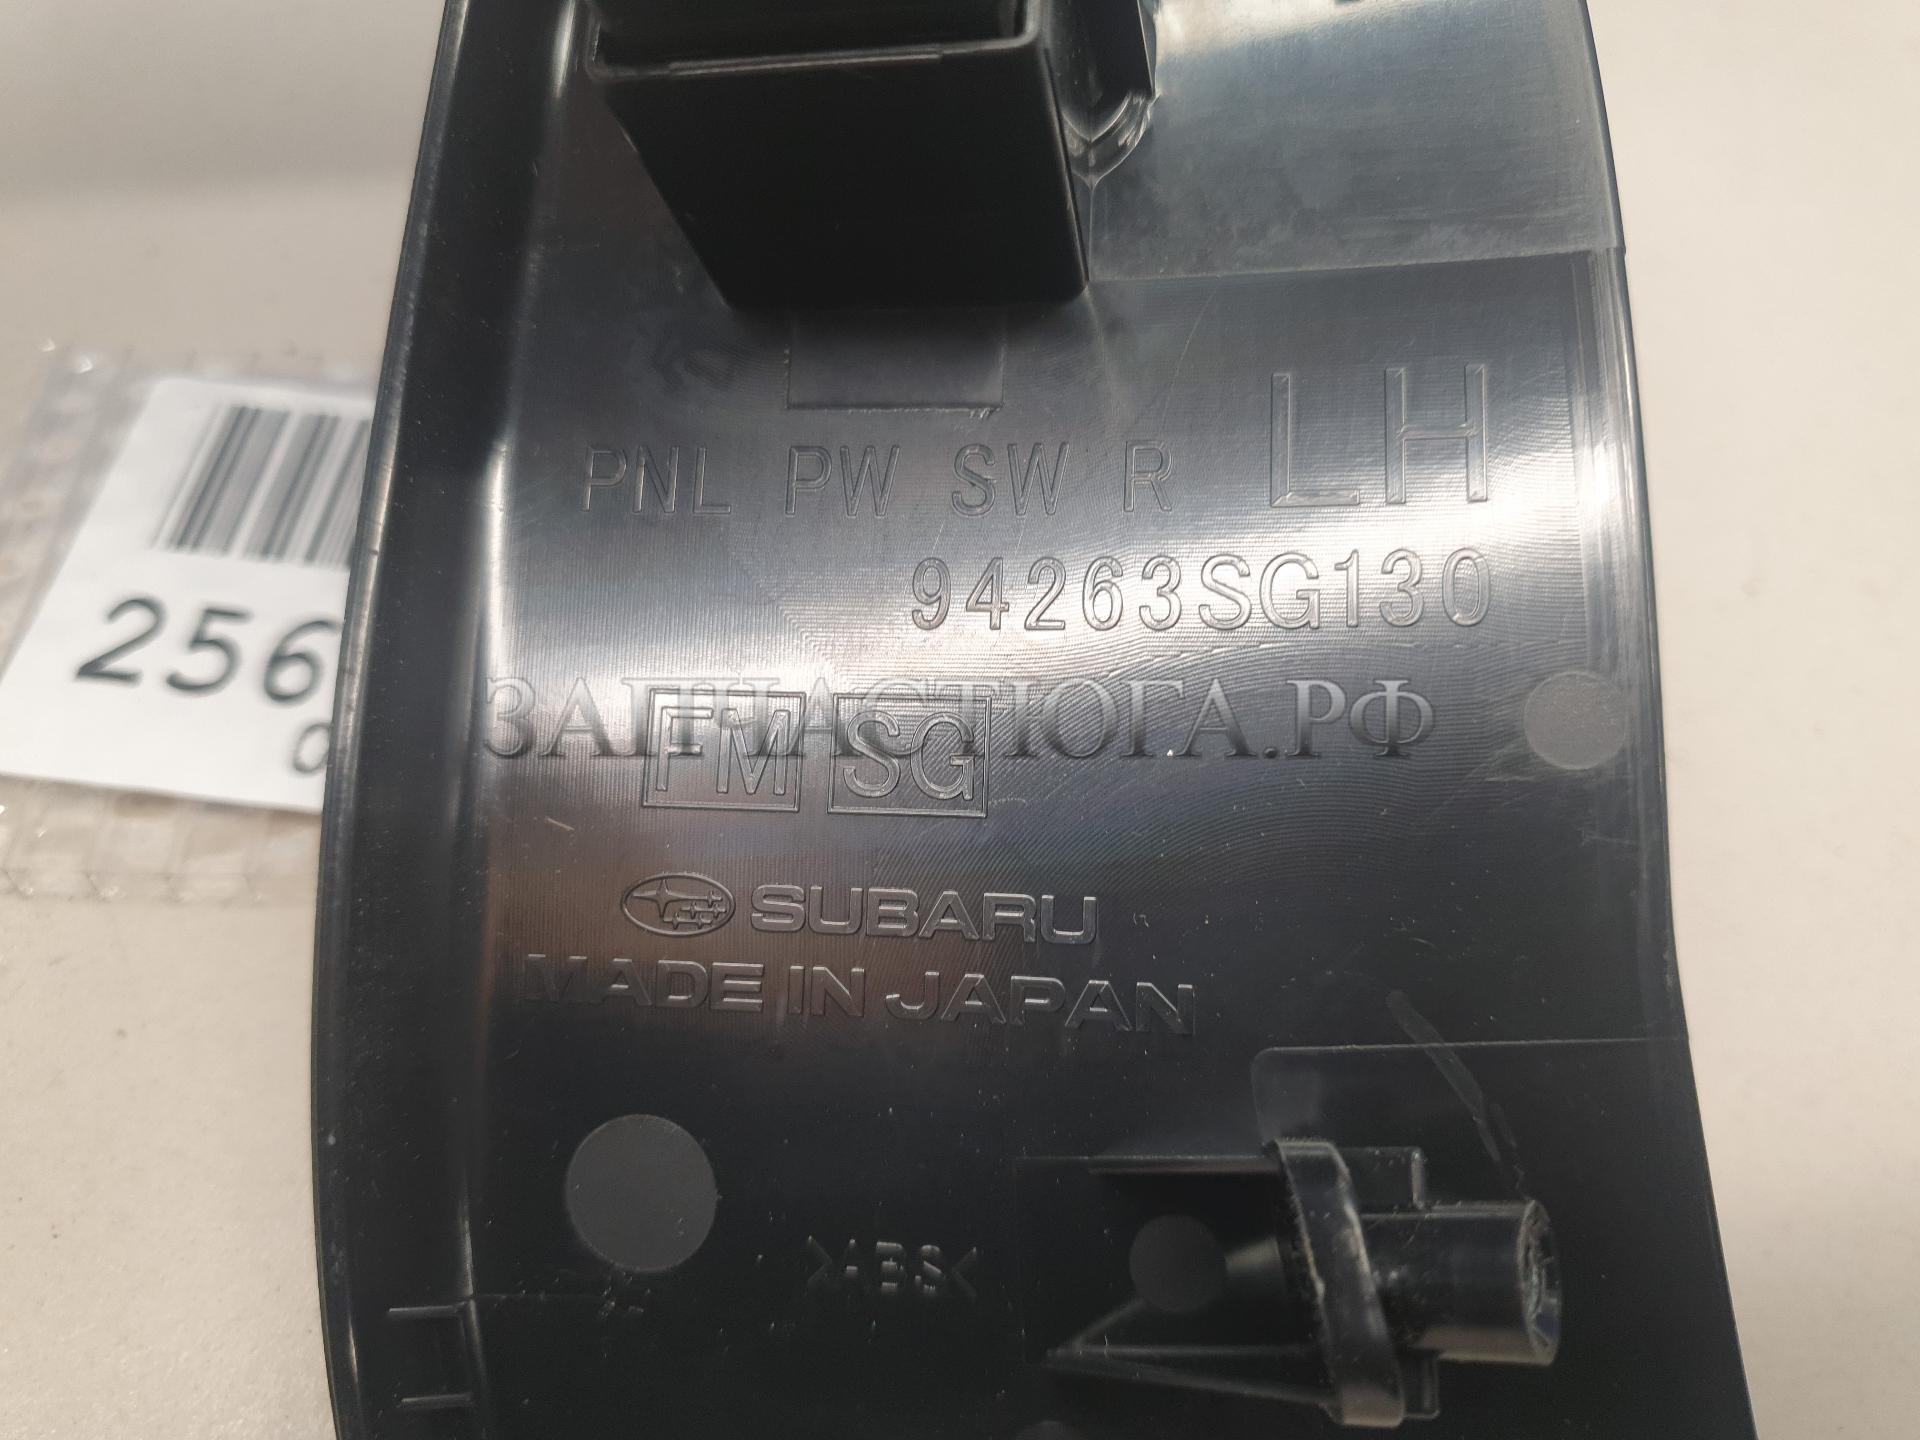 PNL PW SW R LH
94263SG130
256
ЗАПЧАСТЮГА.РФ
FM SG
SUBARU
MADE IN JAPAN
>ABS<